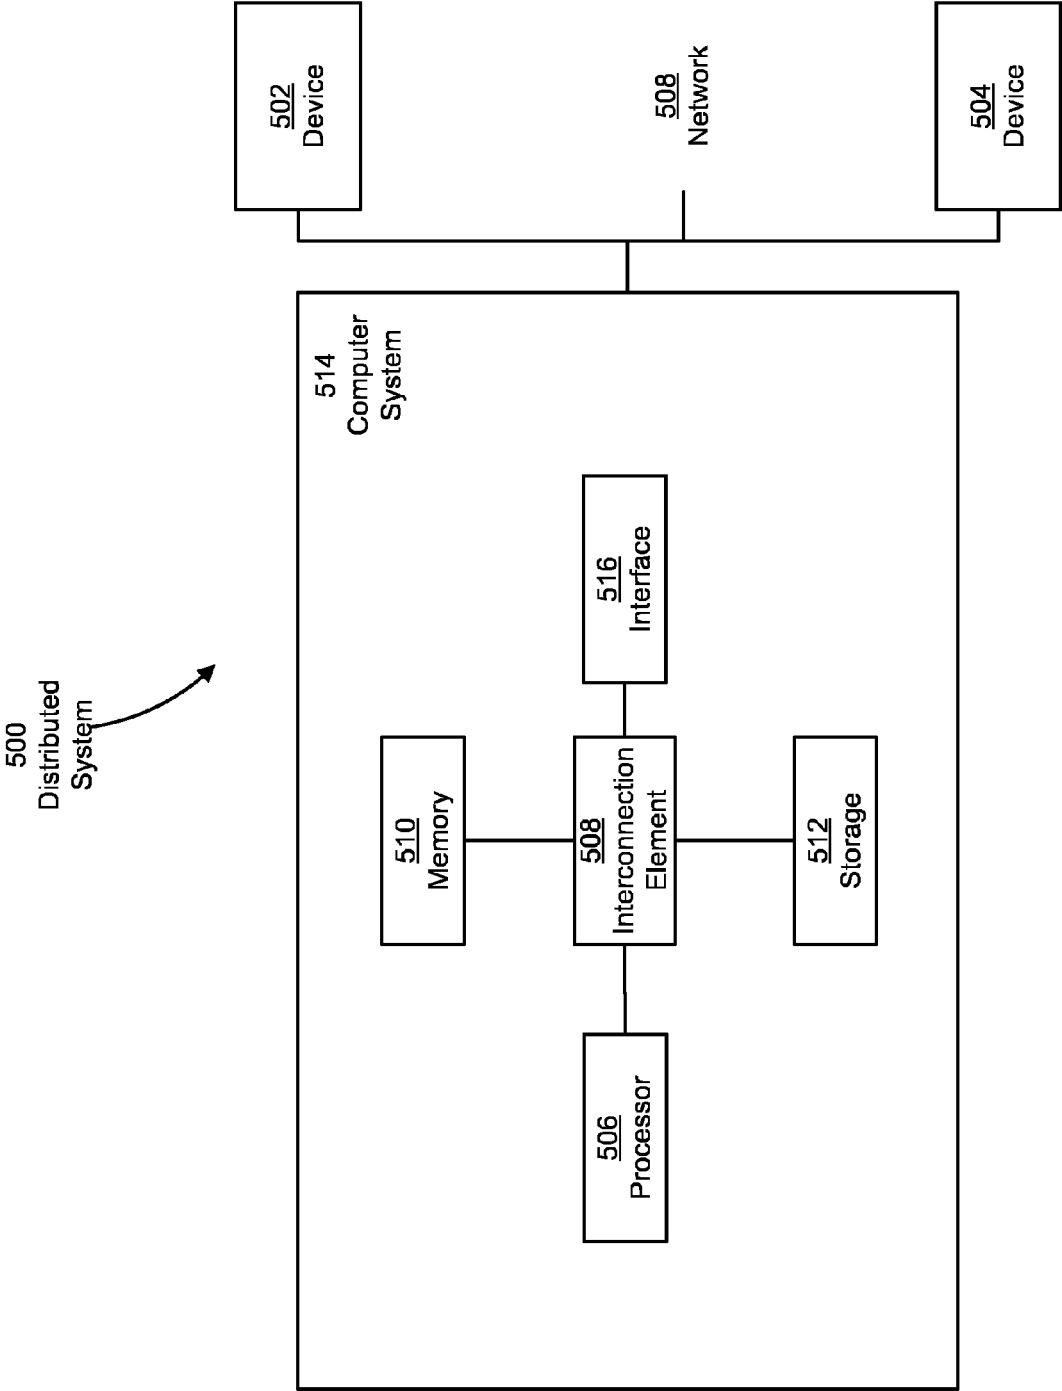 500
Distributed
System
514
Computer
System
510
Memory
506
Processor
508
Interconnection
Element
516
Interface
512
Storage
502
Device
508
Network
504
Device